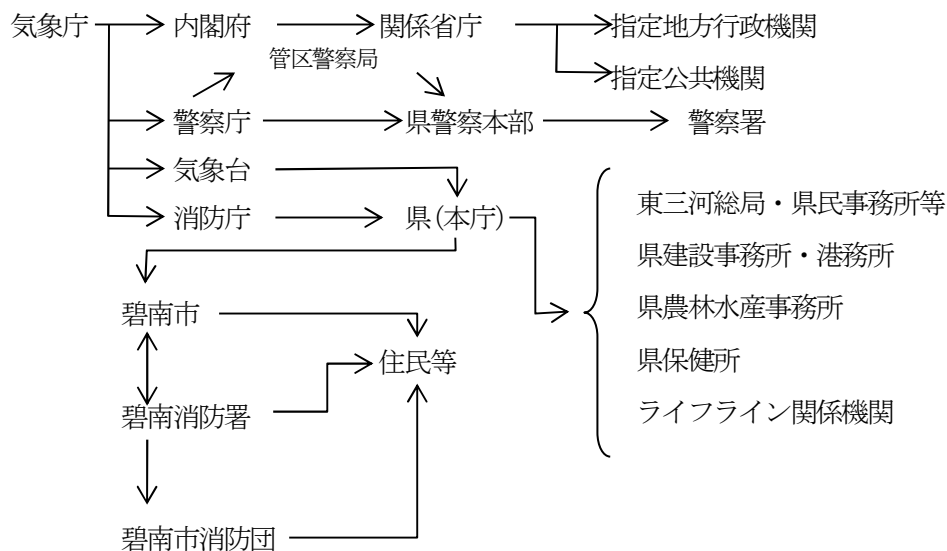 気象庁 内閣府 関係省庁 指定地方行政機関
管区警察局
指定公共機関
警察庁 県警察本部 警察署
気象台
消防庁 県(本庁)
東三河総局・県民事務所等
県建設事務所・港務所
県農林水産事務所
県保健所
ライフライン関係機関
碧南市
住民等
碧南消防署
碧南市消防団